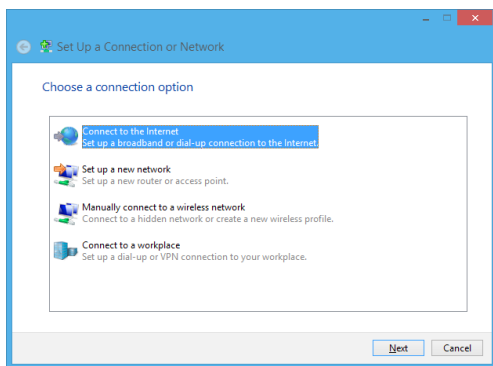 Set Up a Connection or Network
Choose a connection option
Connect to the Internet
Set up a broadband or dial-up connection to the Internet.
Set up a new network
Set up a new router or access point.
Manually connect to a wireless network
Connect to a hidden network or create a new wireless profile.
Connect to a workplace
Set up a dial-up or VPN connection to your workplace.
Next Cancel